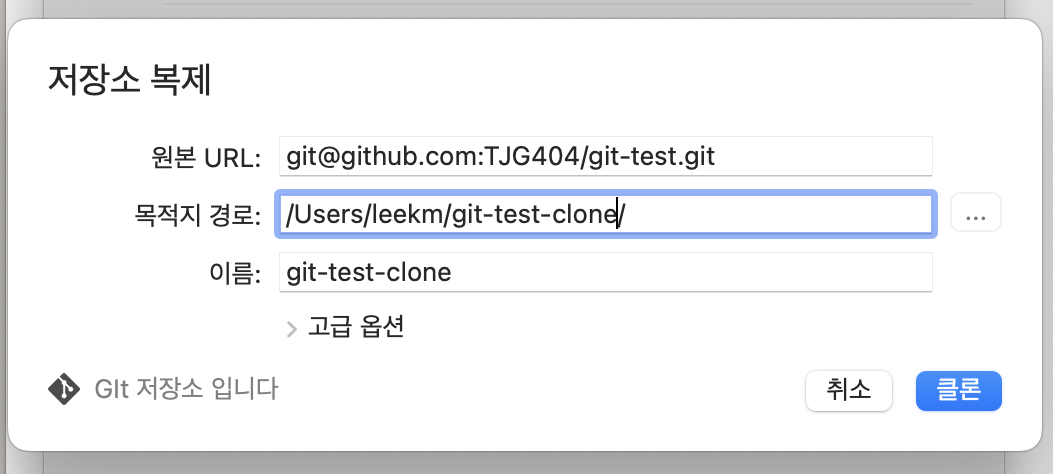 저장소 복제
원본 URL: git@github.com:TJG404/git-test.git
목적지 경로: /Users/leekm/git-test-clone/ ...
이름: git-test-clone
고급 옵션
GIt 저장소 입니다 취소 클론